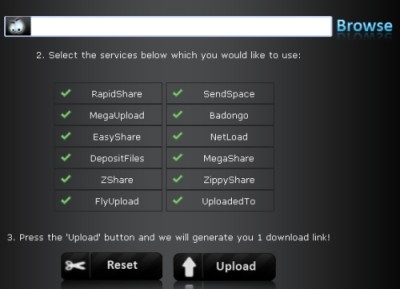 Browse
2. Select the services below which you would like to use:
RapidShare SendSpace
MegaUpload Badongo
EasyShare NetLoad
DepositFiles MegaShare
ZShare ZippyShare
FlyUpload UploadedTo
3. Press the 'Upload' button and we will generate you 1 download link!
Reset Upload